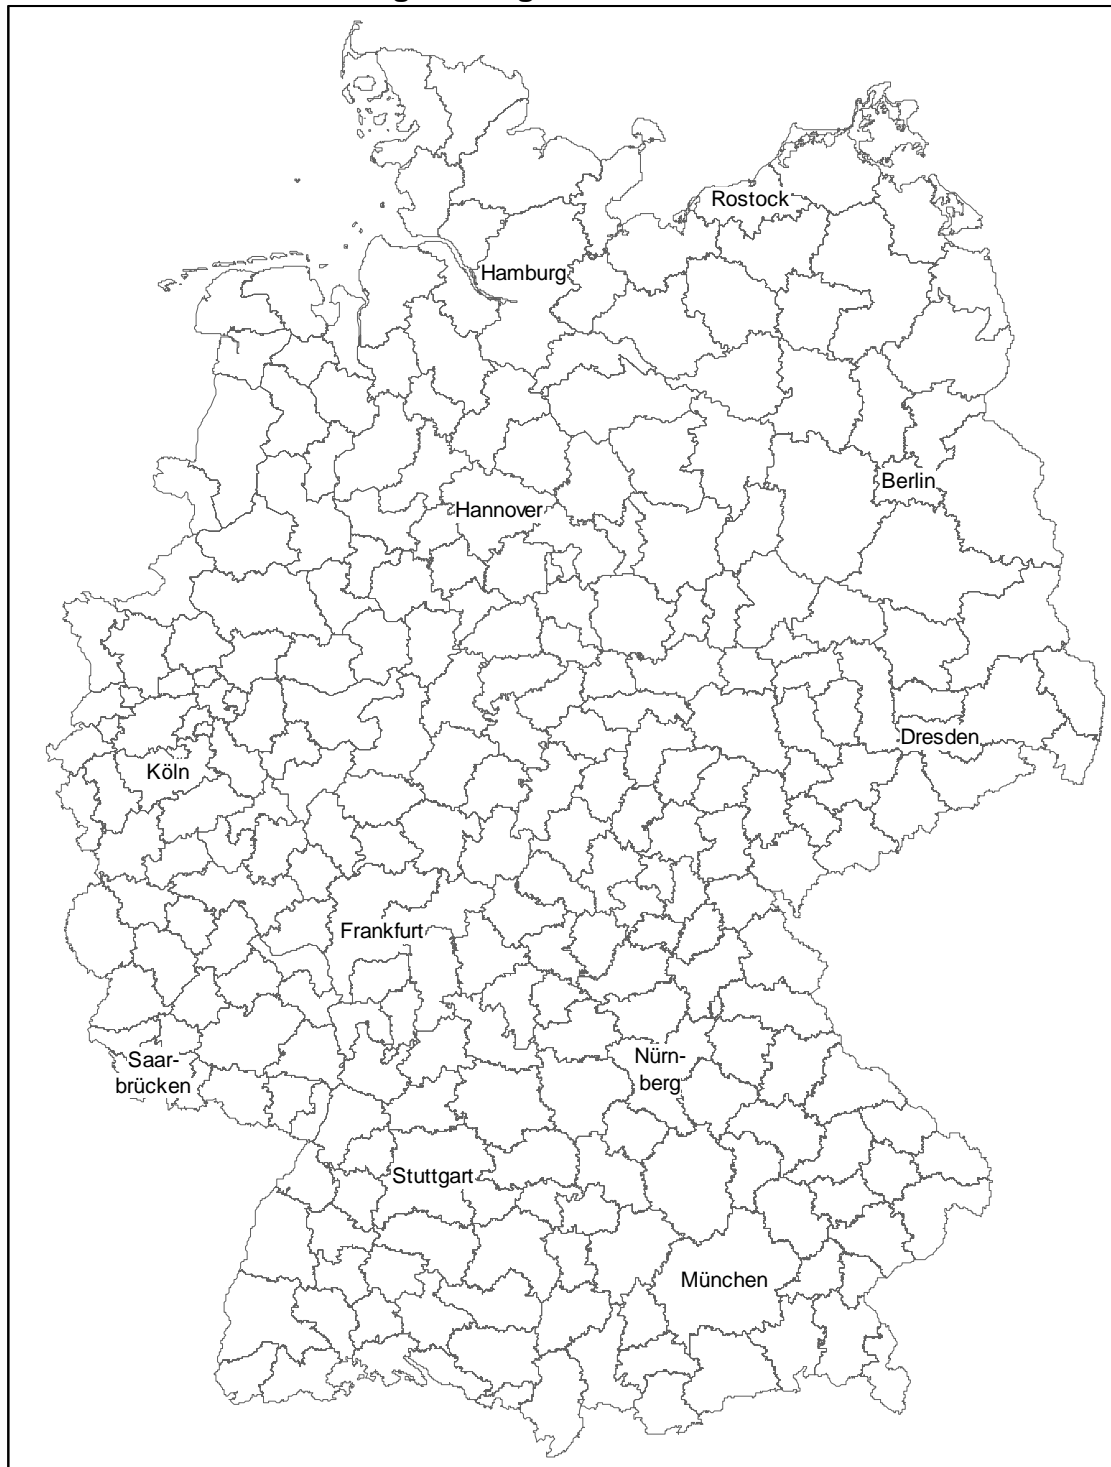 Rostock
Hamburg
Berlin
Hannover
Dresden
Köln
Frankfurt
Saar-
brücken
Nürn-
berg
Stuttgart
München